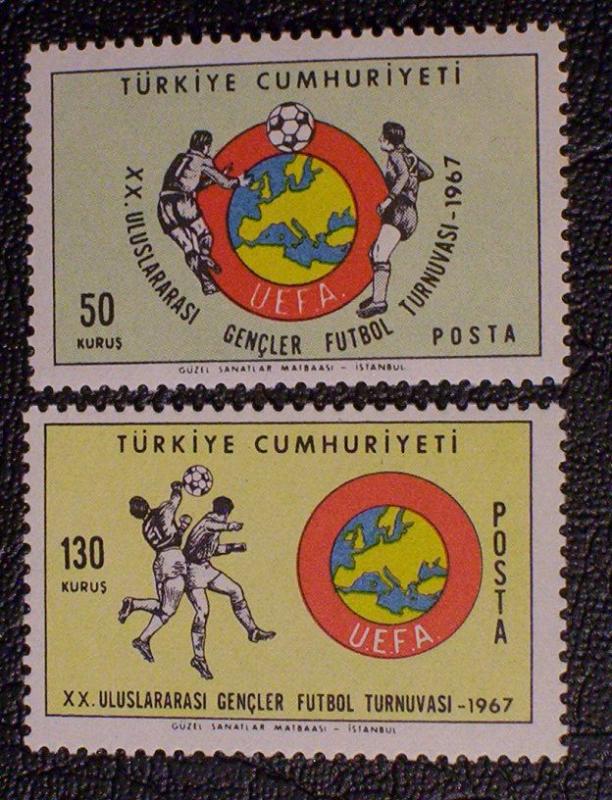 TÜRKİYE CUMHURİYETİ
XX. ULUSLARARASI GENÇLER FUTBOL TURNUVASI-1967
U.E.F.A.
50
KURUŞ
POSTA
GÜZEL SANATLAR MATBAASI - İSTANBUL
TÜRKİYE CUMHURİYETİ
130
KURUŞ
POSTA
U.E.F.A.
XX. ULUSLARARASI GENÇLER FUTBOL TURNUVASI-1967
GÜZEL SANATLAR MATBAASI - İSTANBUL